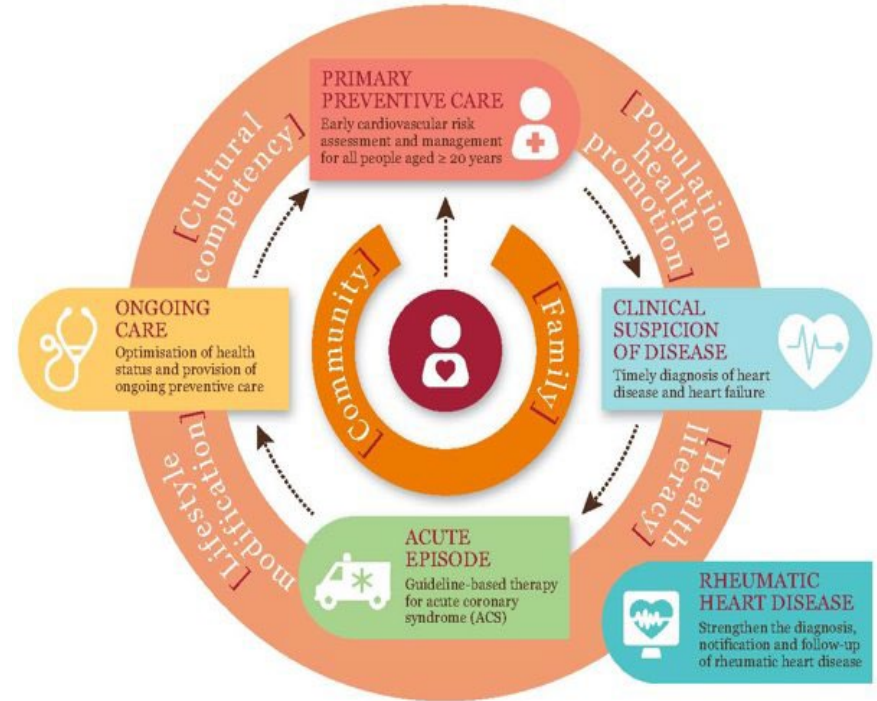 PRIMARY
PREVENTIVE CARE
Early cardiovascular risk
assessment and management
for all people aged ≥ 20 years
[Cultural
competency]
[Population
health
promotion]
[Community]
[Family]
ONGOING
CARE
Optimisation of health
status and provision of
ongoing preventive care
CLINICAL
SUSPICION
OF DISEASE
Timely diagnosis of heart
disease and heart failure
[Lifestyle
modification]
[Health
literacy]
ACUTE
EPISODE
Guideline-based therapy
for acute coronary
syndrome (ACS)
RHEUMATIC
HEART DISEASE
Strengthen the diagnosis,
notification and follow-up
of rheumatic heart disease